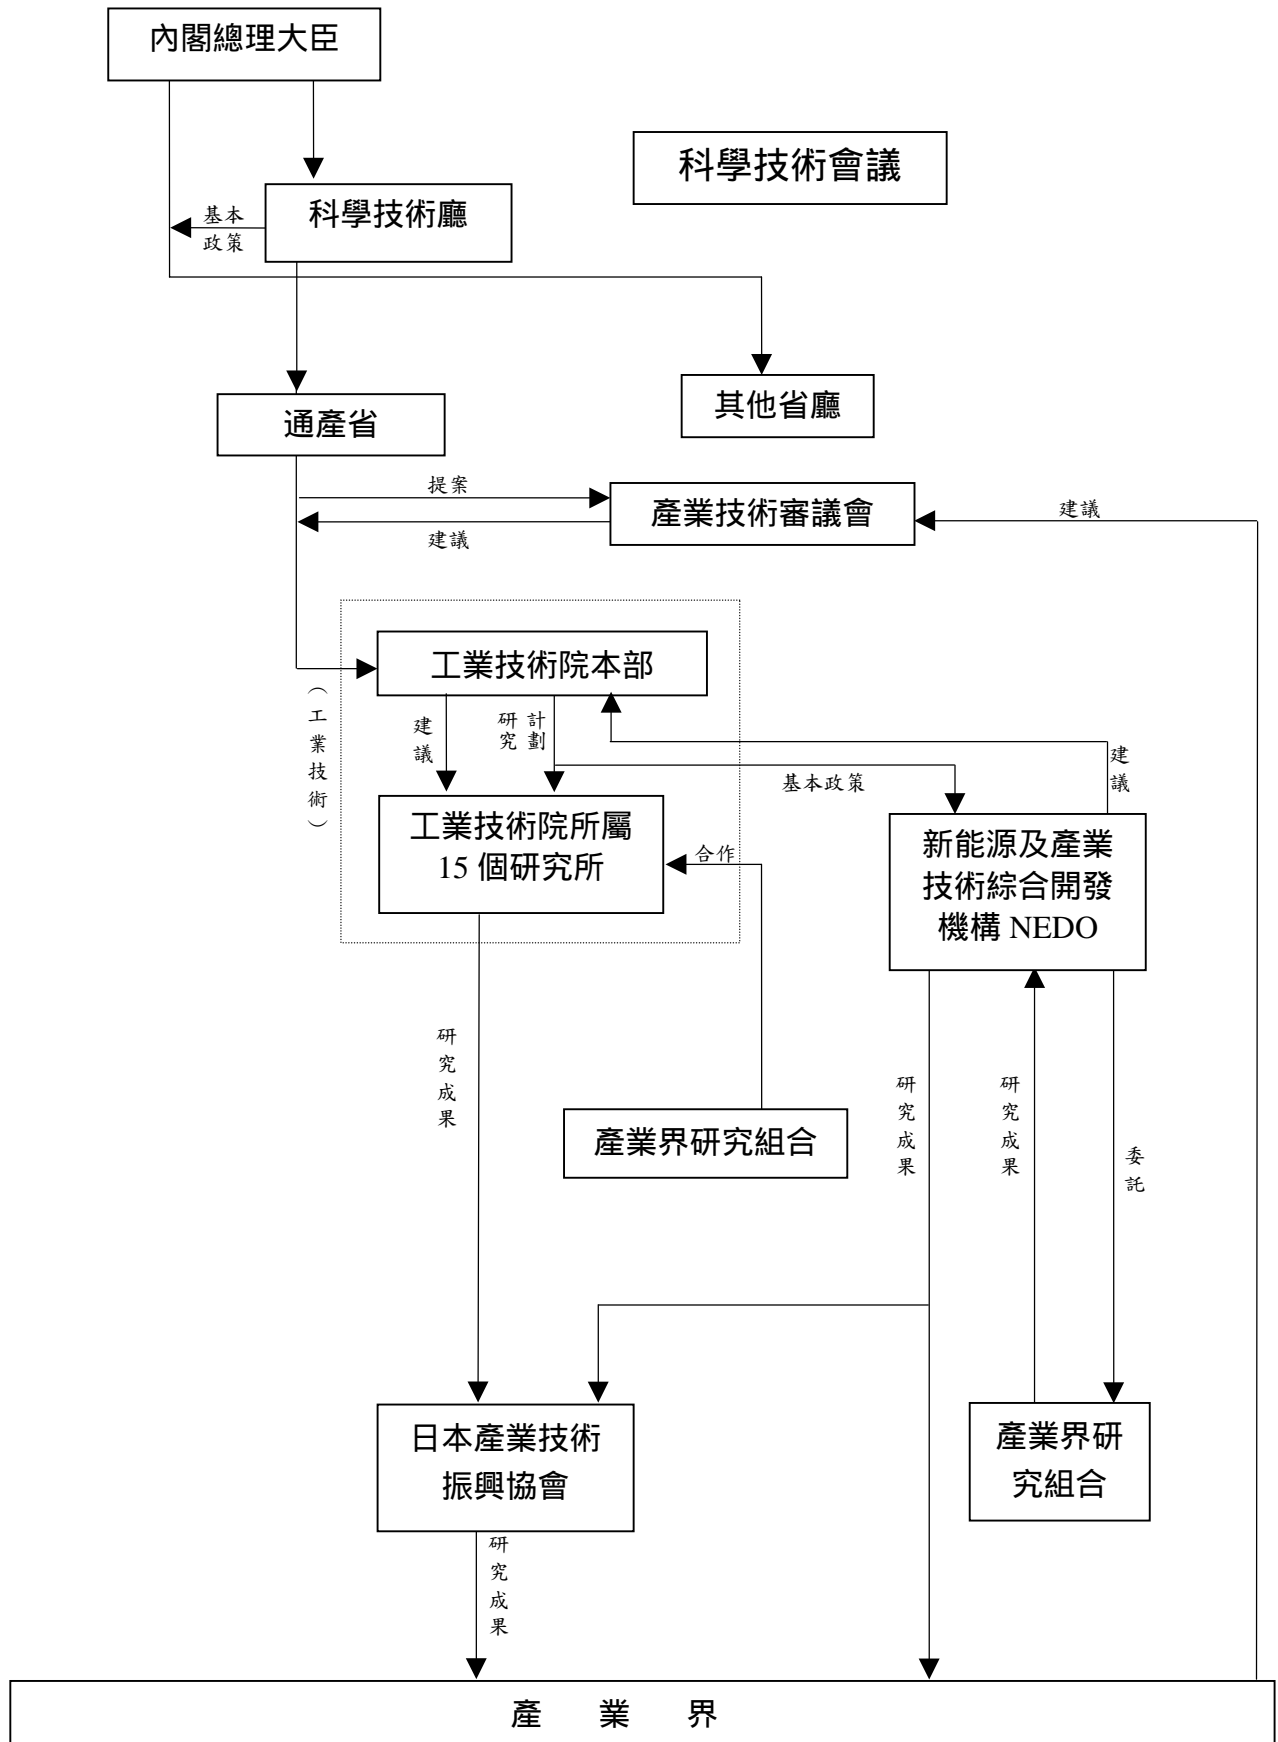 內閣總理大臣
科學技術會議
科學技術廳
基本
政策
其他省廳
通產省
提案
產業技術審議會
建議
建議
工業技術院本部
（工業技術）
建議
研究
計劃
建議
基本政策
工業技術院所屬
15 個研究所
合作
新能源及產業
技術綜合開發
機構 NEDO
研究成果
研究成果
研究成果
產業界研究組合
委託
日本產業技術
振興協會
產業界研
究組合
研究成果
產 業 界